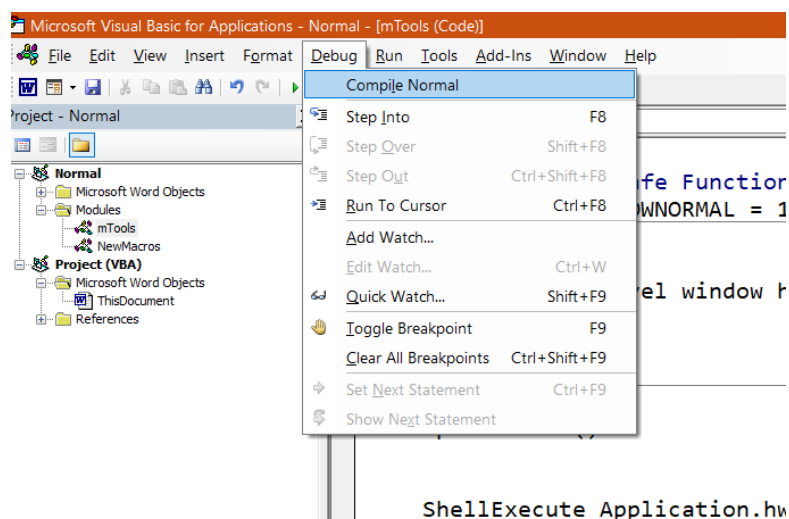 Microsoft Visual Basic for Applications - Normal - [mTools (Code)]
File Edit View Insert Format Debug Run Tools Add-Ins Window Help
Project - Normal
Compile Normal
Step Into F8
Step Over Shift+F8
Step Out Ctrl+Shift+F8
Run To Cursor Ctrl+F8
Add Watch...
Edit Watch... Ctrl+W
Quick Watch... Shift+F9
Toggle Breakpoint F9
Clear All Breakpoints Ctrl+Shift+F9
Set Next Statement Ctrl+F9
Show Next Statement
Normal
Microsoft Word Objects
Modules
mTools
NewMacros
Project (VBA)
Microsoft Word Objects
ThisDocument
References
Function
= 1
window
()
ShellExecute Application.hw